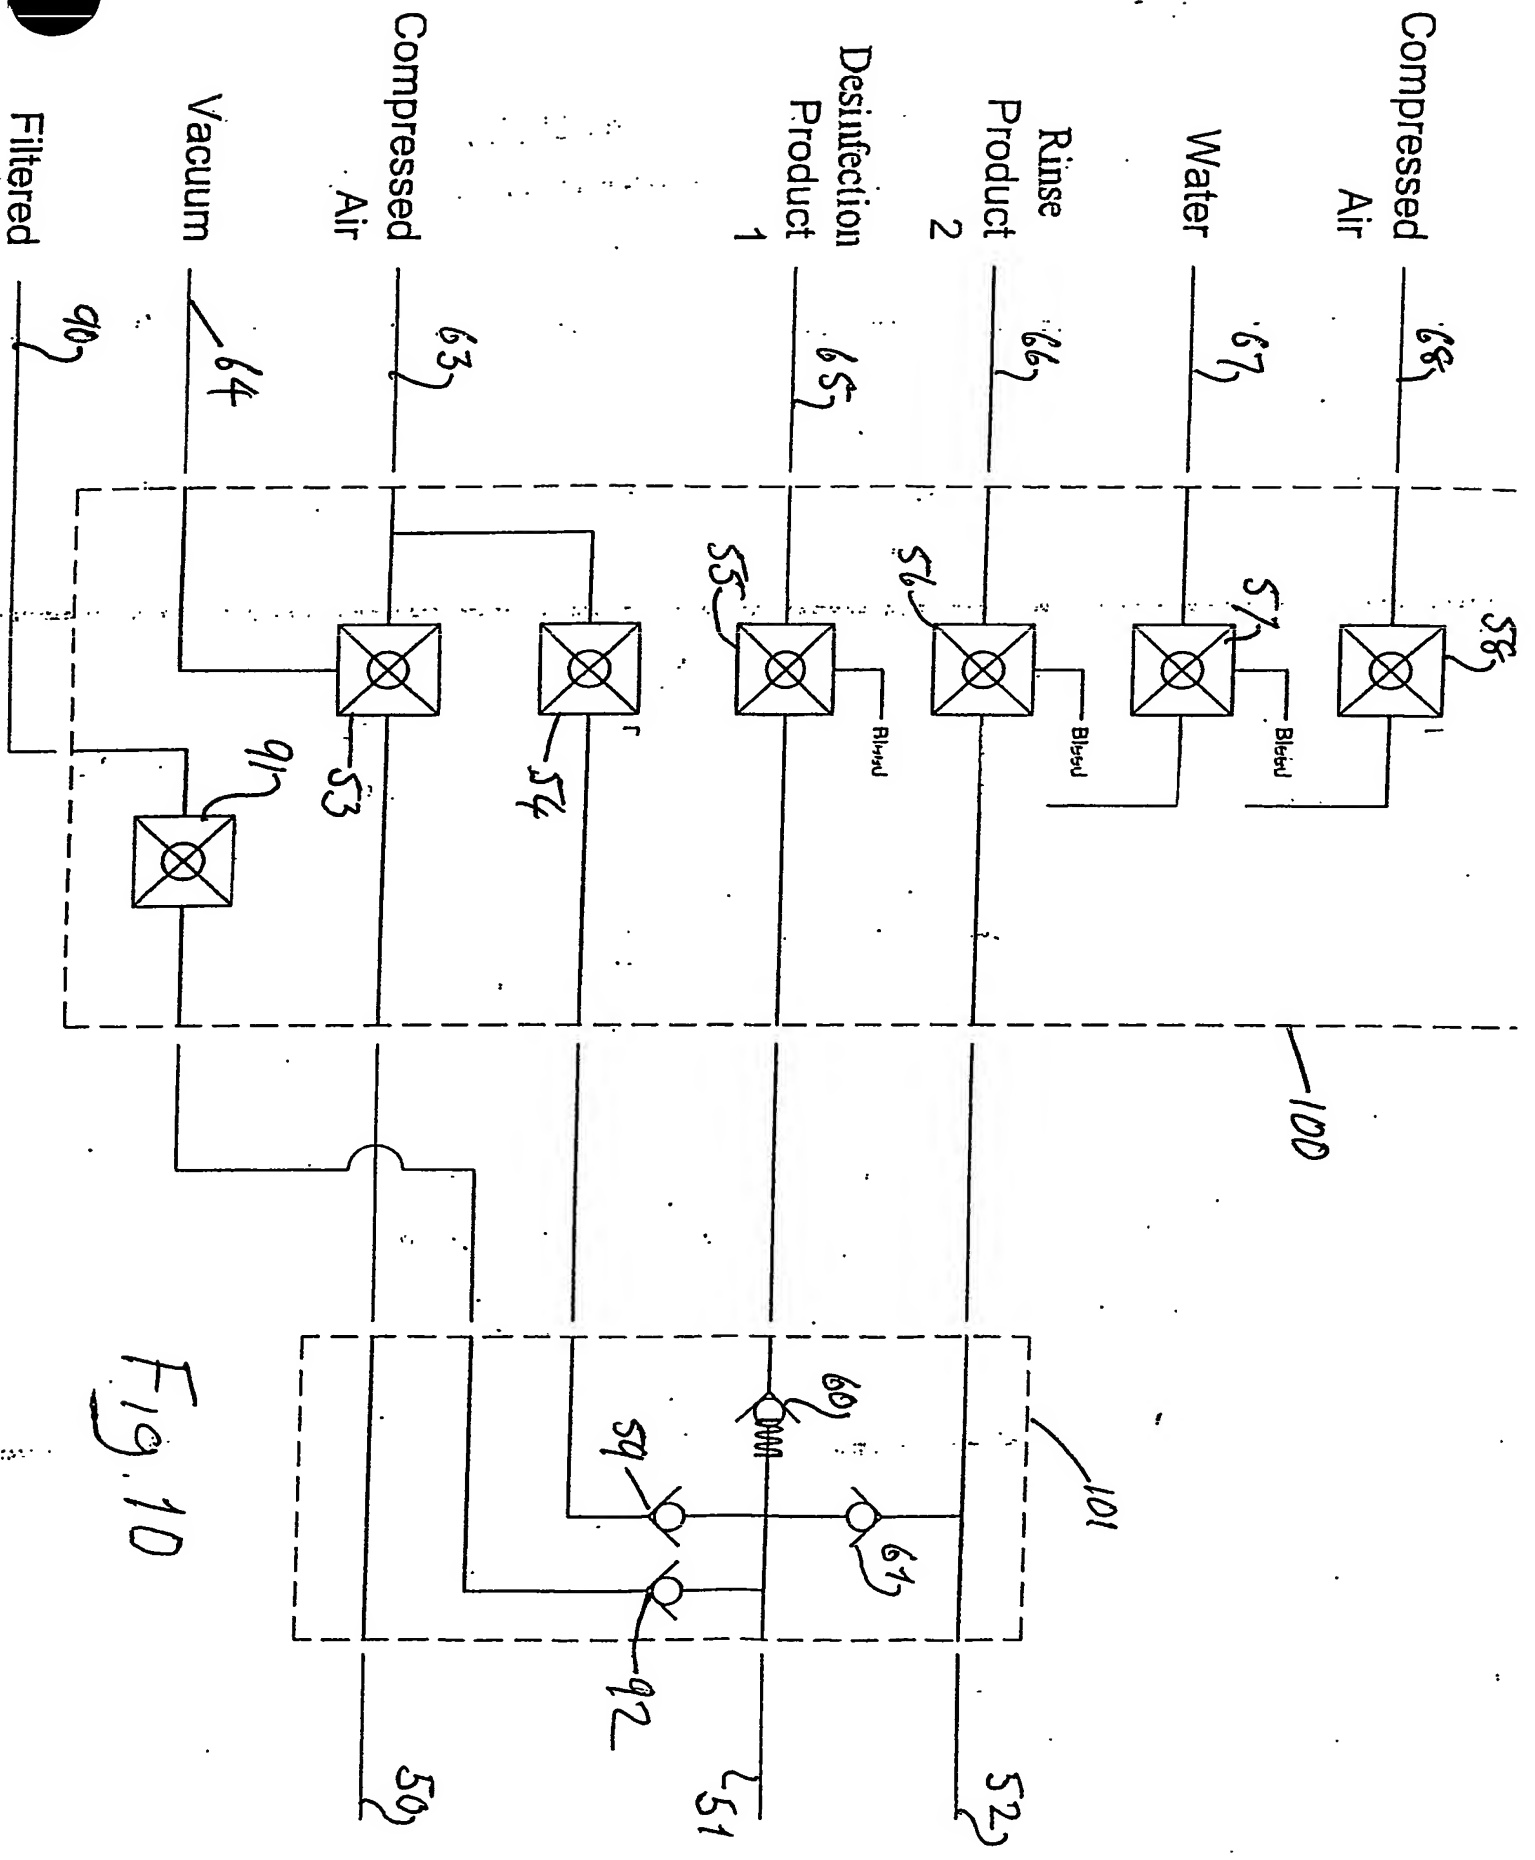 Compressed
Air
68
Water
67
Rinse
Product
2
66
Desinfection
Product
1
65
Compressed
Air
63
Vacuum
64
Filtered
90
58
57
56
55
54
53
91
100
101
60
59
61
92
52
51
50
Fig. 10